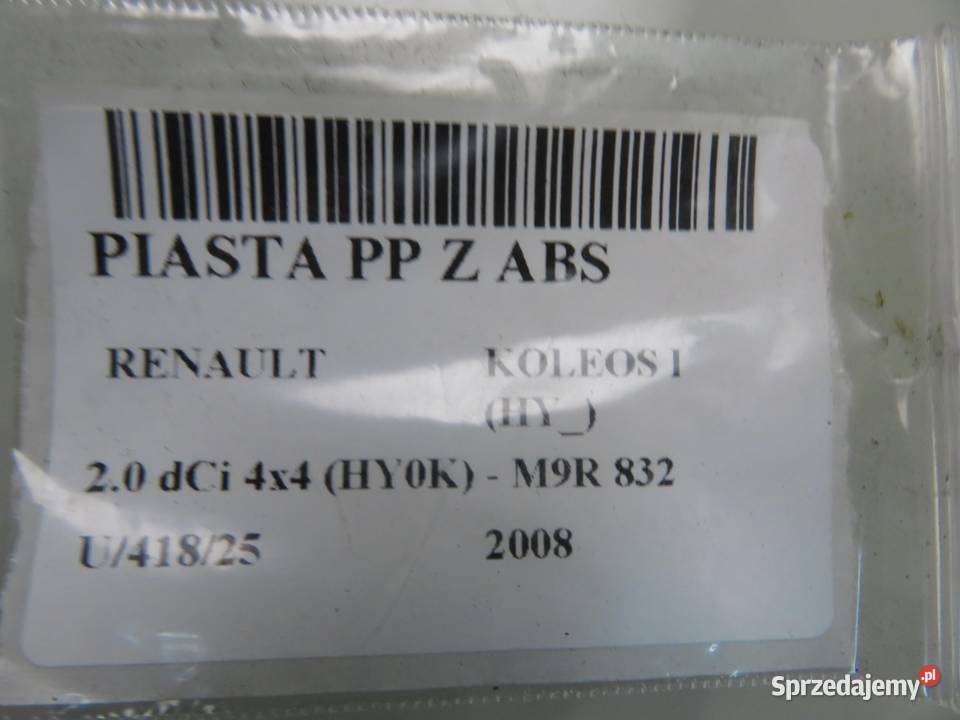 PIASTA PP Z ABS
RENAULT KOLEOS I
(HY_)
2.0 dCi 4x4 (HY0K) - M9R 832
U/418/25 2008
Sprzedajemy.pl